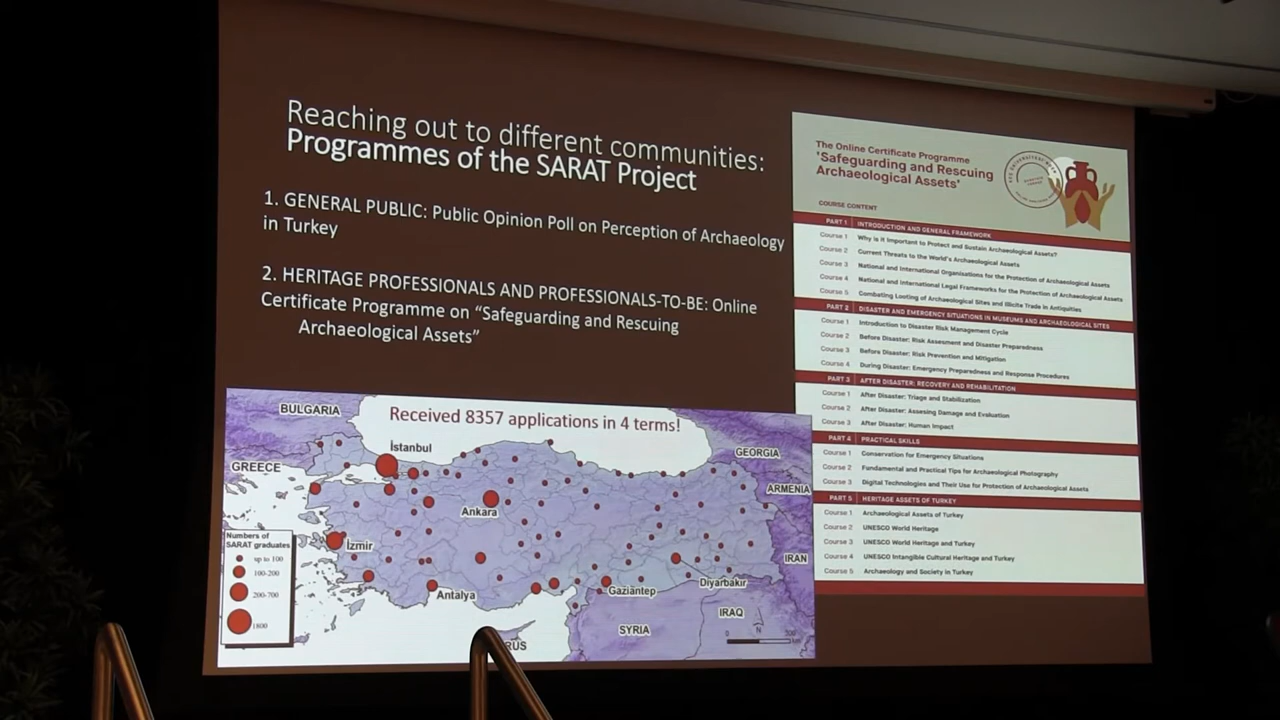 Reaching out to different communities:
Programmes of the SARAT Project
1. GENERAL PUBLIC: Public Opinion Poll on Perception of Archaeology
in Turkey
2. HERITAGE PROFESSIONALS AND PROFESSIONALS-TO-BE: Online
Certificate Programme on “Safeguarding and Rescuing
Archaeological Assets”
Received 8357 applications in 4 terms!
BULGARIA
GREECE
İstanbul
GEORGIA
ARMENIA
Ankara
İzmir
IRAN
Antalya
Gaziantep
Diyarbakır
IRAQ
SYRIA
RUS
N
Numbers of
SARAT graduates
up to 100
100-200
200-700
1800
The Online Certificate Programme
'Safeguarding and Rescuing
Archaeological Assets'
COURSE CONTENT
PART 1 INTRODUCTION AND GENERAL FRAMEWORK
Course 1 Why is it Important to Protect and Sustain Archaeological Assets?
Course 2 Current Threats to the World's Archaeological Assets
Course 3 National and International Organisations for the Protection of Archaeological Assets
Course 4 National and International Legal Frameworks for the Protection of Archaeological Assets
Course 5 Combating Looting of Archaeological Sites and Illicite Trade in Antiquities
PART 2 DISASTER AND EMERGENCY SITUATIONS IN MUSEUMS AND ARCHAEOLOGICAL SITES
Course 1 Introduction to Disaster Risk Management Cycle
Course 2 Before Disaster: Risk Assesment and Disaster Preparedness
Course 3 Before Disaster: Risk Prevention and Mitigation
Course 4 During Disaster: Emergency Preparedness and Response Procedures
PART 3 AFTER DISASTER: RECOVERY AND REHABILITATION
Course 1 After Disaster: Triage and Stabilization
Course 2 After Disaster: Assesing Damage and Evaluation
Course 3 After Disaster: Human Impact
PART 4 PRACTICAL SKILLS
Course 1 Conservation for Emergency Situations
Course 2 Fundamental and Practical Tips for Archaeological Photography
Course 3 Digital Technologies and Their Use for Protection of Archaeological Assets
PART 5 HERITAGE ASSETS OF TURKEY
Course 1 Archaeological Assets of Turkey
Course 2 UNESCO World Heritage
Course 3 UNESCO World Heritage and Turkey
Course 4 UNESCO Intangible Cultural Heritage and Turkey
Course 5 Archaeology and Society in Turkey